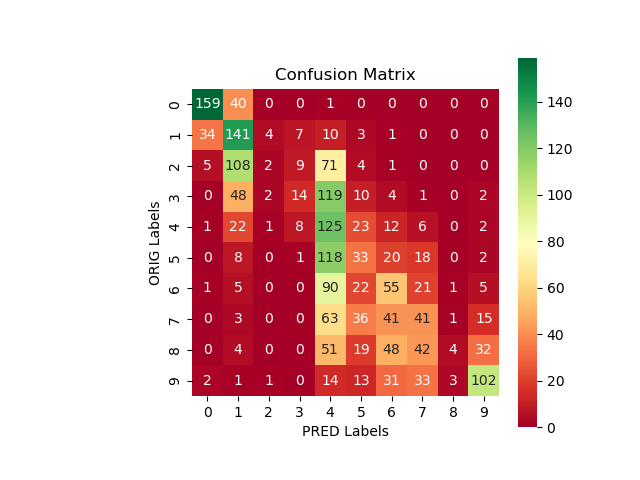 Confusion Matrix
ORIG Labels
0 159 40 0 0 1 0 0 0 0 0
1 34 141 4 7 10 3 1 0 0 0
2 5 108 2 9 71 4 1 0 0 0
3 0 48 2 14 119 10 4 1 0 2
4 1 22 1 8 125 23 12 6 0 2
5 0 8 0 1 118 33 20 18 0 2
6 1 5 0 0 90 22 55 21 1 5
7 0 3 0 0 63 36 41 41 1 15
8 0 4 0 0 51 19 48 42 4 32
9 2 1 1 0 14 13 31 33 3 102
0 1 2 3 4 5 6 7 8 9
PRED Labels
140
120
100
80
60
40
20
0